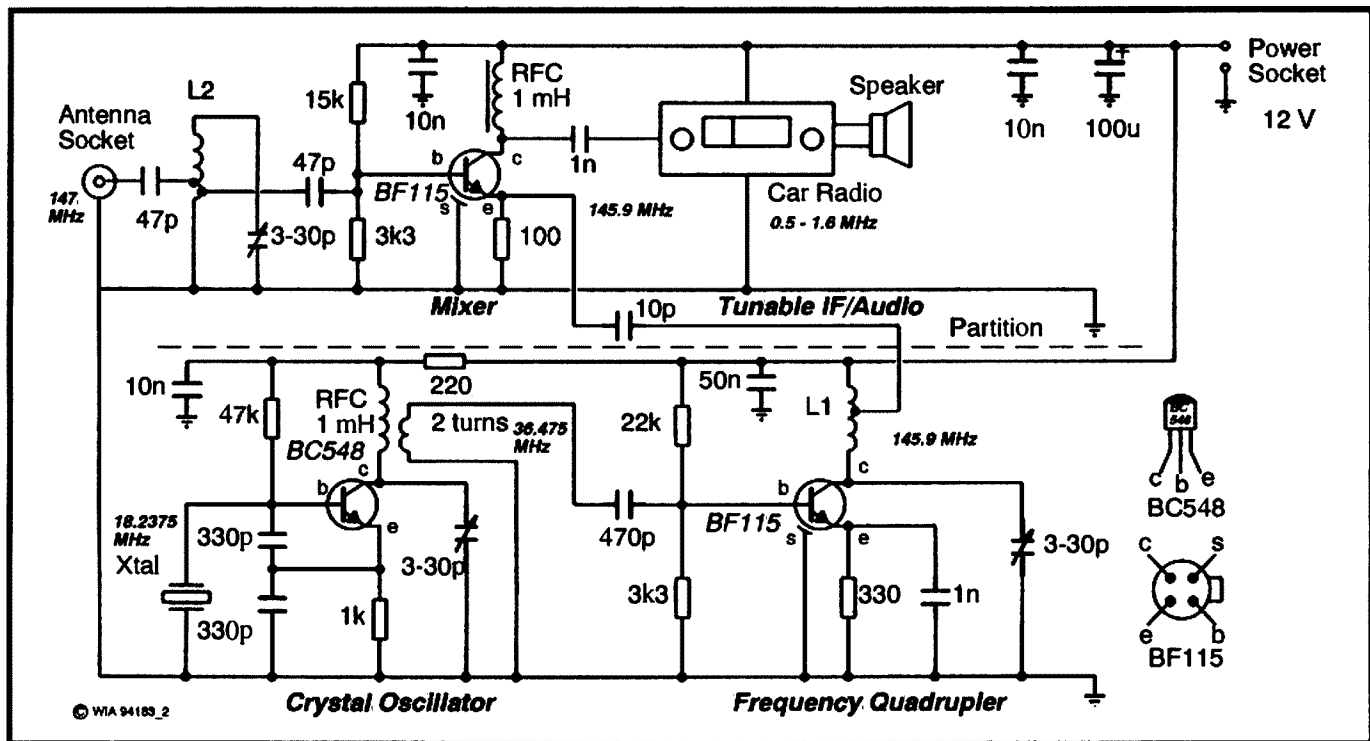 Antenna
Socket
147.
MHz
47p
L2
3-30p
47p
15k
3k3
10n
RFC
1 mH
b
c
BF115
s
e
100
1n
145.9 MHz
Speaker
Car Radio
0.5 - 1.6 MHz
10n
100u
+
Power
Socket
12 V
Mixer
10p
Tunable IF/Audio
Partition
10n
47k
RFC
1 mH
BC548
c
b
e
220
2 turns
36.475
MHz
18.2375
MHz
Xtal
330p
330p
1k
3-30p
470p
22k
3k3
50n
L1
145.9 MHz
c
b
BF115
s
e
330
1n
3-30p
BC
548
c
b
e
BC548
c
s
e
b
BF115
© WIA 94183_2
Crystal Oscillator
Frequency Quadrupler